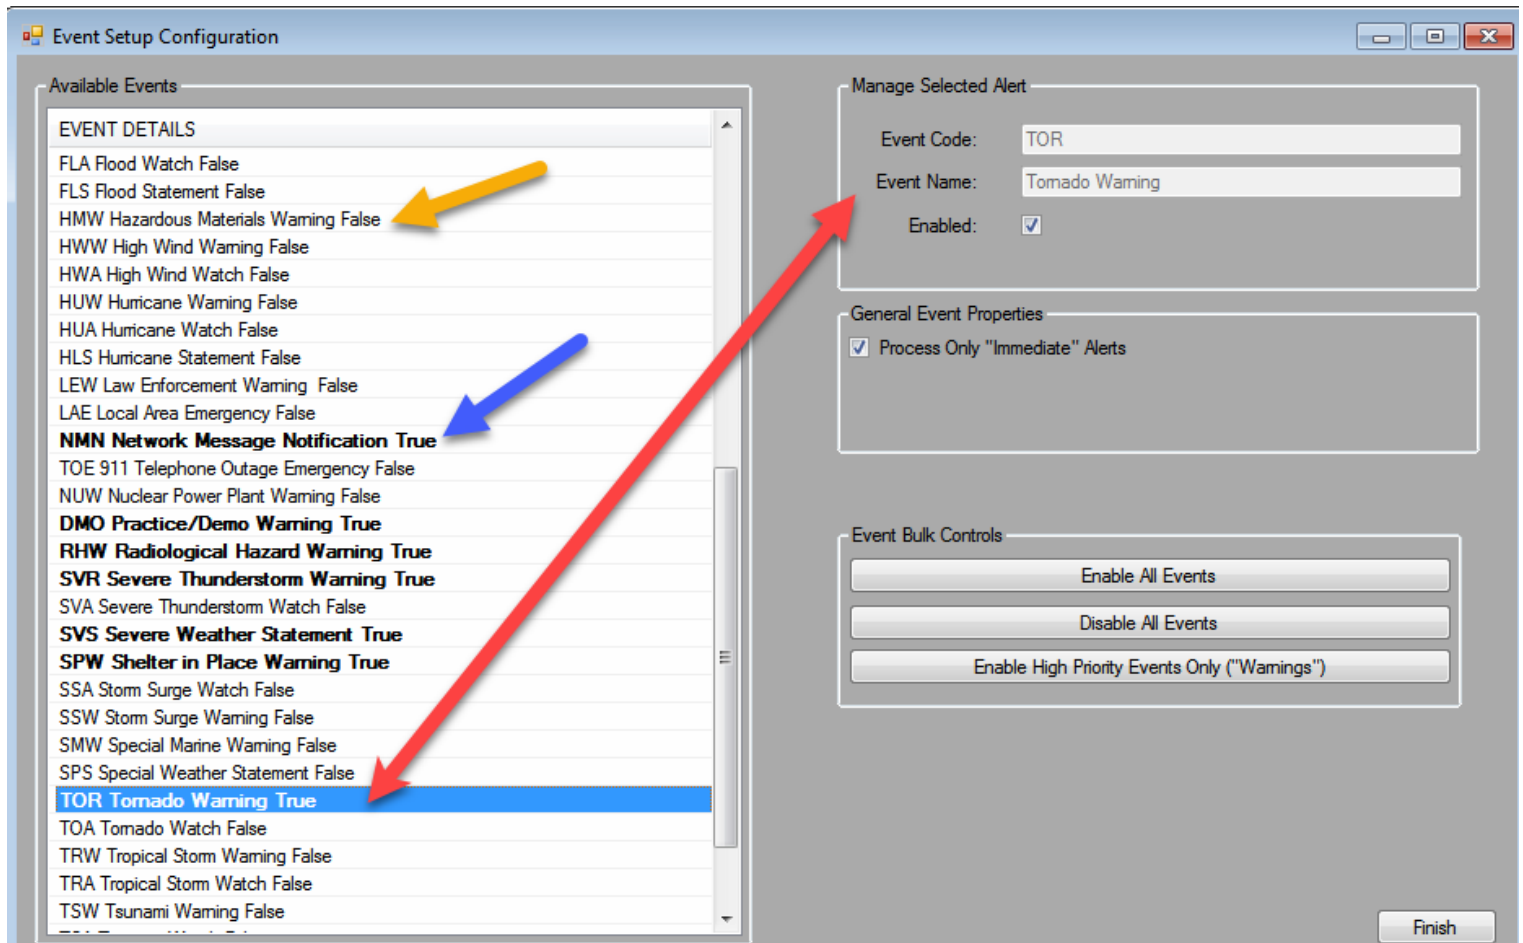 Event Setup Configuration
Available Events
EVENT DETAILS
FLA Flood Watch False
FLS Flood Statement False
HMW Hazardous Materials Warning False
HWW High Wind Warning False
HWA High Wind Watch False
HUW Hurricane Warning False
HUA Hurricane Watch False
HLS Hurricane Statement False
LEW Law Enforcement Warning False
LAE Local Area Emergency False
NMN Network Message Notification True
TOE 911 Telephone Outage Emergency False
NUW Nuclear Power Plant Warning False
DMO Practice/Demo Warning True
RHW Radiological Hazard Warning True
SVR Severe Thunderstorm Warning True
SVA Severe Thunderstorm Watch False
SVS Severe Weather Statement True
SPW Shelter in Place Warning True
SSA Storm Surge Watch False
SSW Storm Surge Warning False
SMW Special Marine Warning False
SPS Special Weather Statement False
TOR Tornado Warning True
TOA Tornado Watch False
TRW Tropical Storm Warning False
TRA Tropical Storm Watch False
TSW Tsunami Warning False
Manage Selected Alert
Event Code: TOR
Event Name: Tornado Warning
Enabled:
General Event Properties
Process Only "Immediate" Alerts
Event Bulk Controls
Enable All Events
Disable All Events
Enable High Priority Events Only ("Warnings")
Finish